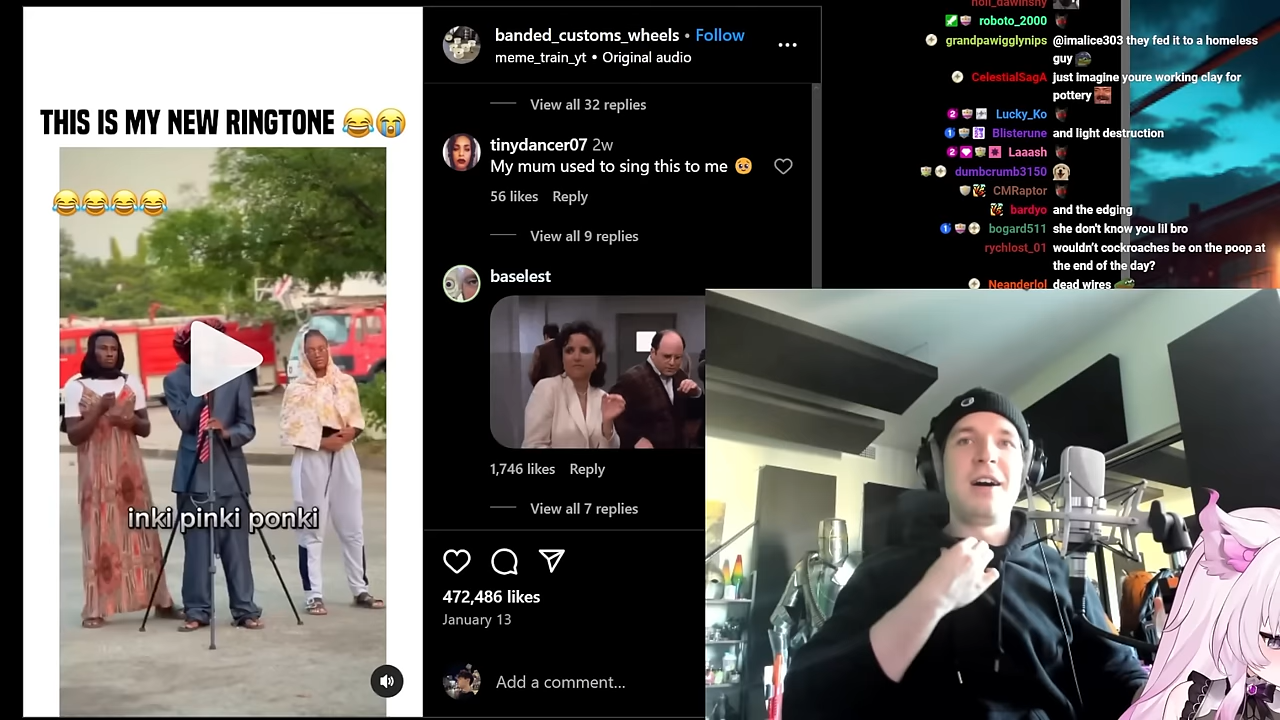 THIS IS MY NEW RINGTONE 😂😭
😂😂😂😂
inki pinki ponki
banded_customs_wheels • Follow
meme_train_yt • Original audio
View all 32 replies
tinydancer07 2w
My mum used to sing this to me 🥺
56 likes Reply
View all 9 replies
baselest
1,746 likes Reply
View all 7 replies
472,486 likes
January 13
Add a comment...
roboto_2000
grandpawigglynips @imalice303 they fed it to a homeless
guy
CelestialSagA just imagine youre working clay for
pottery
Lucky_Ko
Blisterune and light destruction
Laaash
dumbcrumb3150
CMRaptor
bardyo and the edging
bogard511 she don't know you lil bro
rychlost_01 wouldn't cockroaches be on the poop at
the end of the day?
Neanderlol dead wires